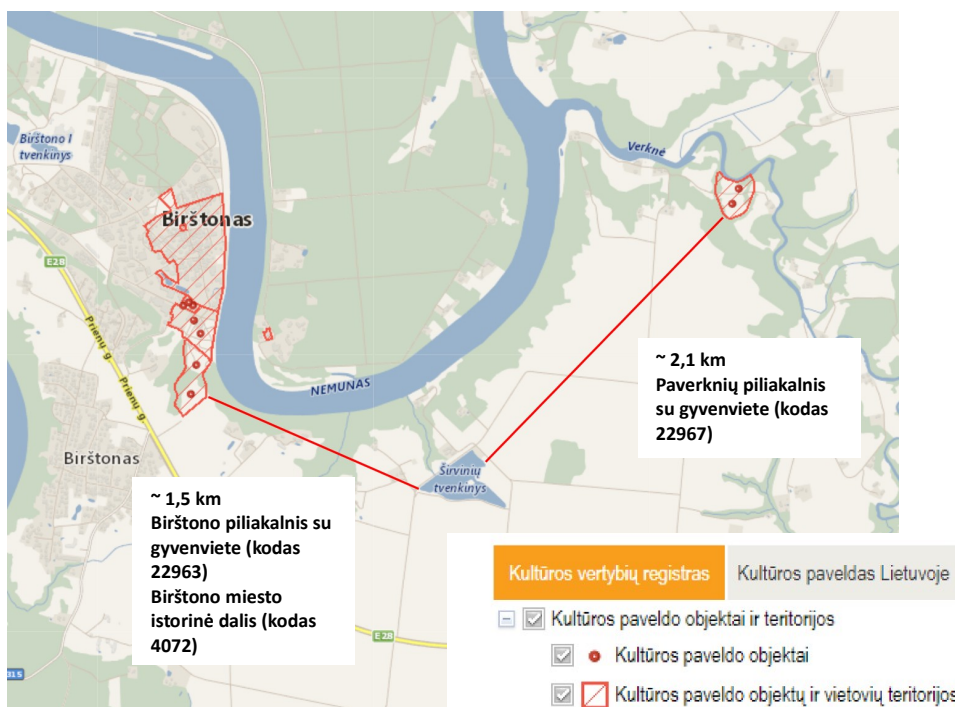 Birštono I
tvenkinys
Verknė
Birštonas
E28
Prienų g.
Prienų g.
NEMUNAS
~ 2,1 km
Paverknių piliakalnis
su gyvenviete (kodas
22967)
Birštonas
Širvinių
tvenkinys
~ 1,5 km
Birštono piliakalnis su
gyvenviete (kodas
22963)
Birštono miesto
istorinė dalis (kodas
4072)
E 28
Kultūros vertybių registras
Kultūros paveldas Lietuvoje
Kultūros paveldo objektai ir teritorijos
Kultūros paveldo objektai
Kultūros paveldo objektų ir vietovių teritorijos